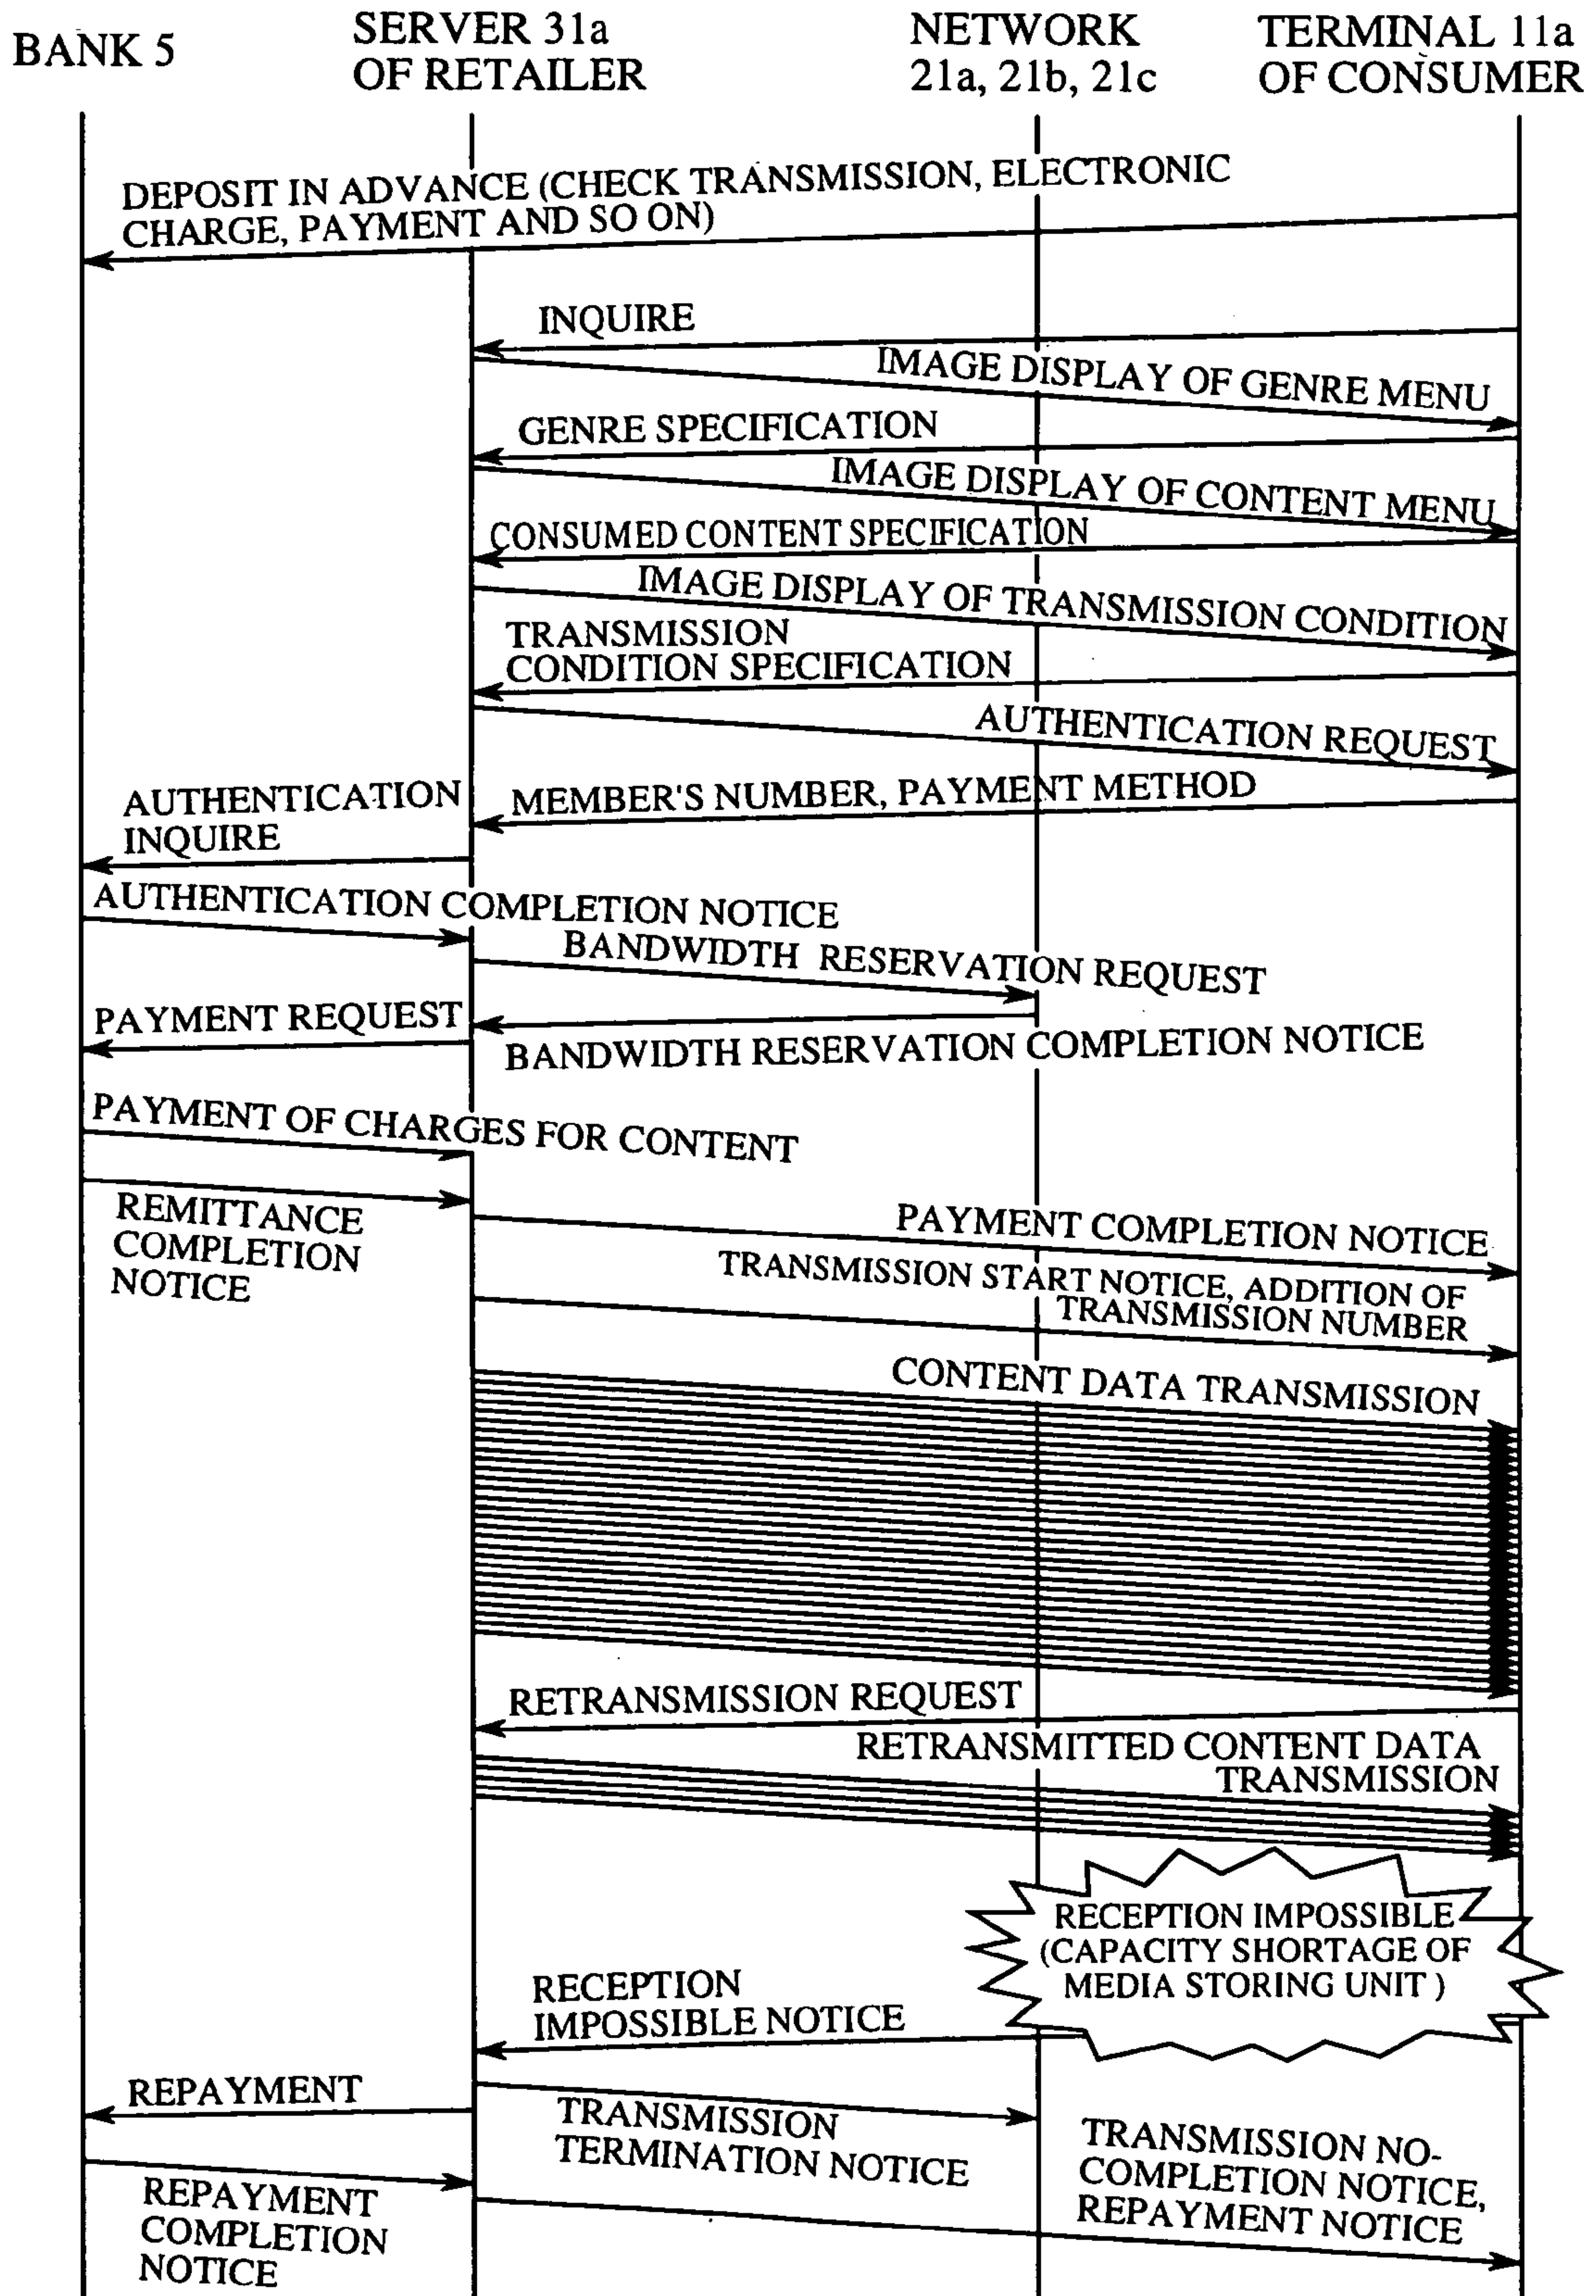 BANK 5
SERVER 31a
OF RETAILER
NETWORK
21a, 21b, 21c
TERMINAL 11a
OF CONSUMER
DEPOSIT IN ADVANCE (CHECK TRANSMISSION, ELECTRONIC
CHARGE, PAYMENT AND SO ON)
INQUIRE
IMAGE DISPLAY OF GENRE MENU
GENRE SPECIFICATION
IMAGE DISPLAY OF CONTENT MENU
CONSUMED CONTENT SPECIFICATION
IMAGE DISPLAY OF TRANSMISSION CONDITION
TRANSMISSION
CONDITION SPECIFICATION
AUTHENTICATION REQUEST
MEMBER'S NUMBER, PAYMENT METHOD
AUTHENTICATION
INQUIRE
AUTHENTICATION COMPLETION NOTICE
BANDWIDTH RESERVATION REQUEST
PAYMENT REQUEST
BANDWIDTH RESERVATION COMPLETION NOTICE
PAYMENT OF CHARGES FOR CONTENT
REMITTANCE
COMPLETION
NOTICE
PAYMENT COMPLETION NOTICE
TRANSMISSION START NOTICE, ADDITION OF
TRANSMISSION NUMBER
CONTENT DATA TRANSMISSION
RETRANSMISSION REQUEST
RETRANSMITTED CONTENT DATA
TRANSMISSION
RECEPTION IMPOSSIBLE
(CAPACITY SHORTAGE OF
MEDIA STORING UNIT )
RECEPTION
IMPOSSIBLE NOTICE
REPAYMENT
TRANSMISSION
TERMINATION NOTICE
TRANSMISSION NO-
COMPLETION NOTICE,
REPAYMENT NOTICE
REPAYMENT
COMPLETION
NOTICE